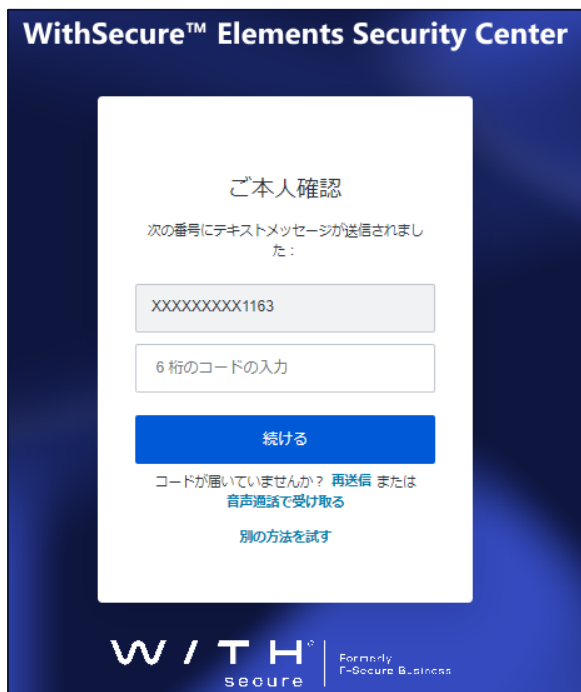 WithSecure™ Elements Security Center
ご本人確認
次の番号にテキストメッセージが送信されまし
た：
XXXXXXXXX1163
6 桁のコードの入力
続ける
コードが届いていませんか？ 再送信 または
音声通話で受け取る
別の方法を試す
W / T H®
secure
Formerly
F-Secure Business